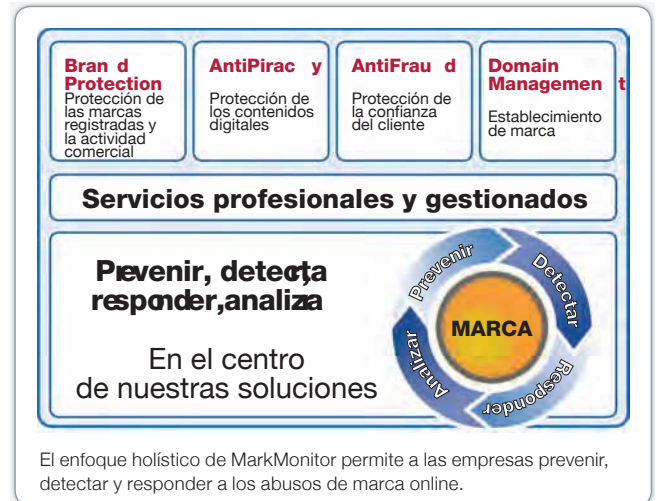 Bran d
Protection
Protección de
las marcas
registradas y
la actividad
comercial
AntiPirac y
Protección de
los contenidos
digitales
AntiFrau d
Protección de
la confianza
del cliente
Domain
Managemen t
Establecimiento
de marca
Servicios profesionales y gestionados
Prevenir, detectar,
responder,analizar
En el centro
de nuestras soluciones
Prevenir
Detectar
Responder
Analizar
MARCA
El enfoque holístico de MarkMonitor permite a las empresas prevenir,
detectar y responder a los abusos de marca online.